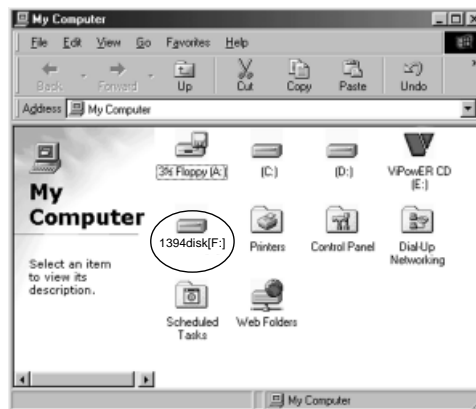 My Computer
File Edit View Go Favorites Help
Back Forward Up Cut Copy Paste Undo
Address My Computer
3½ Floppy (A:) (C:) (D:) ViPowER CD (E:)
My Computer
1394disk[F:] Printers Control Panel Dial-Up Networking
Select an item to view its description.
Scheduled Tasks Web Folders
My Computer